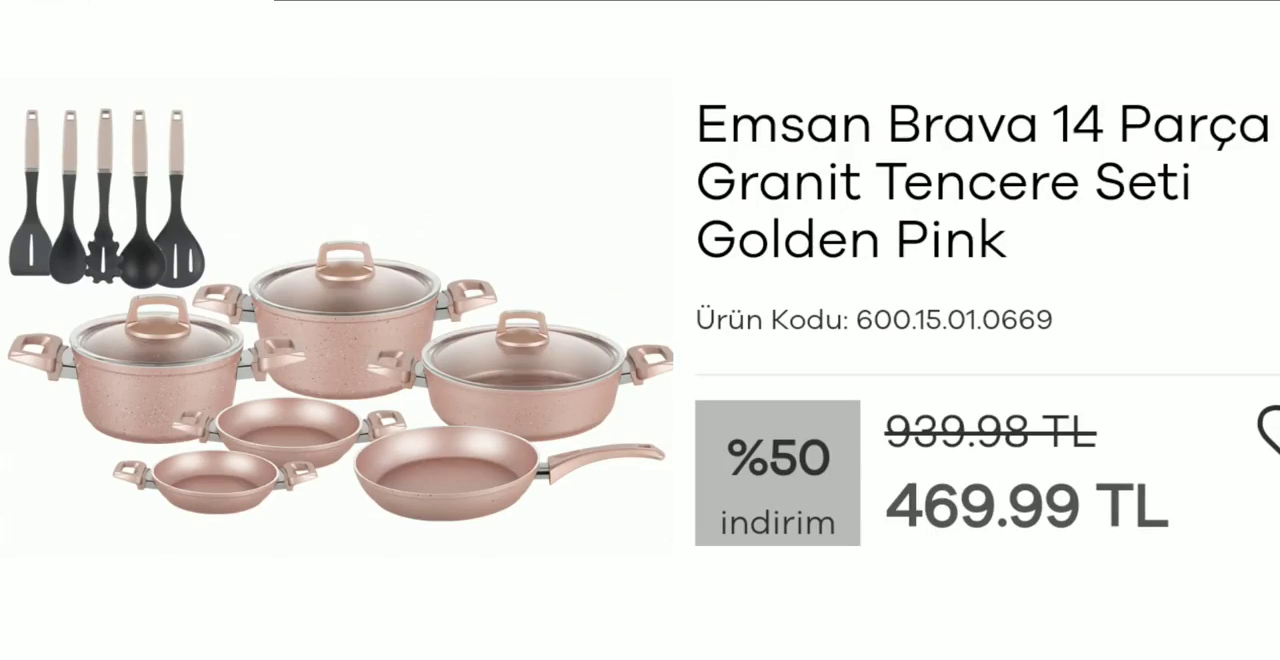 Emsan Brava 14 Parça
Granit Tencere Seti
Golden Pink
Ürün Kodu: 600.15.01.0669
%50
indirim
939.98 TL
469.99 TL